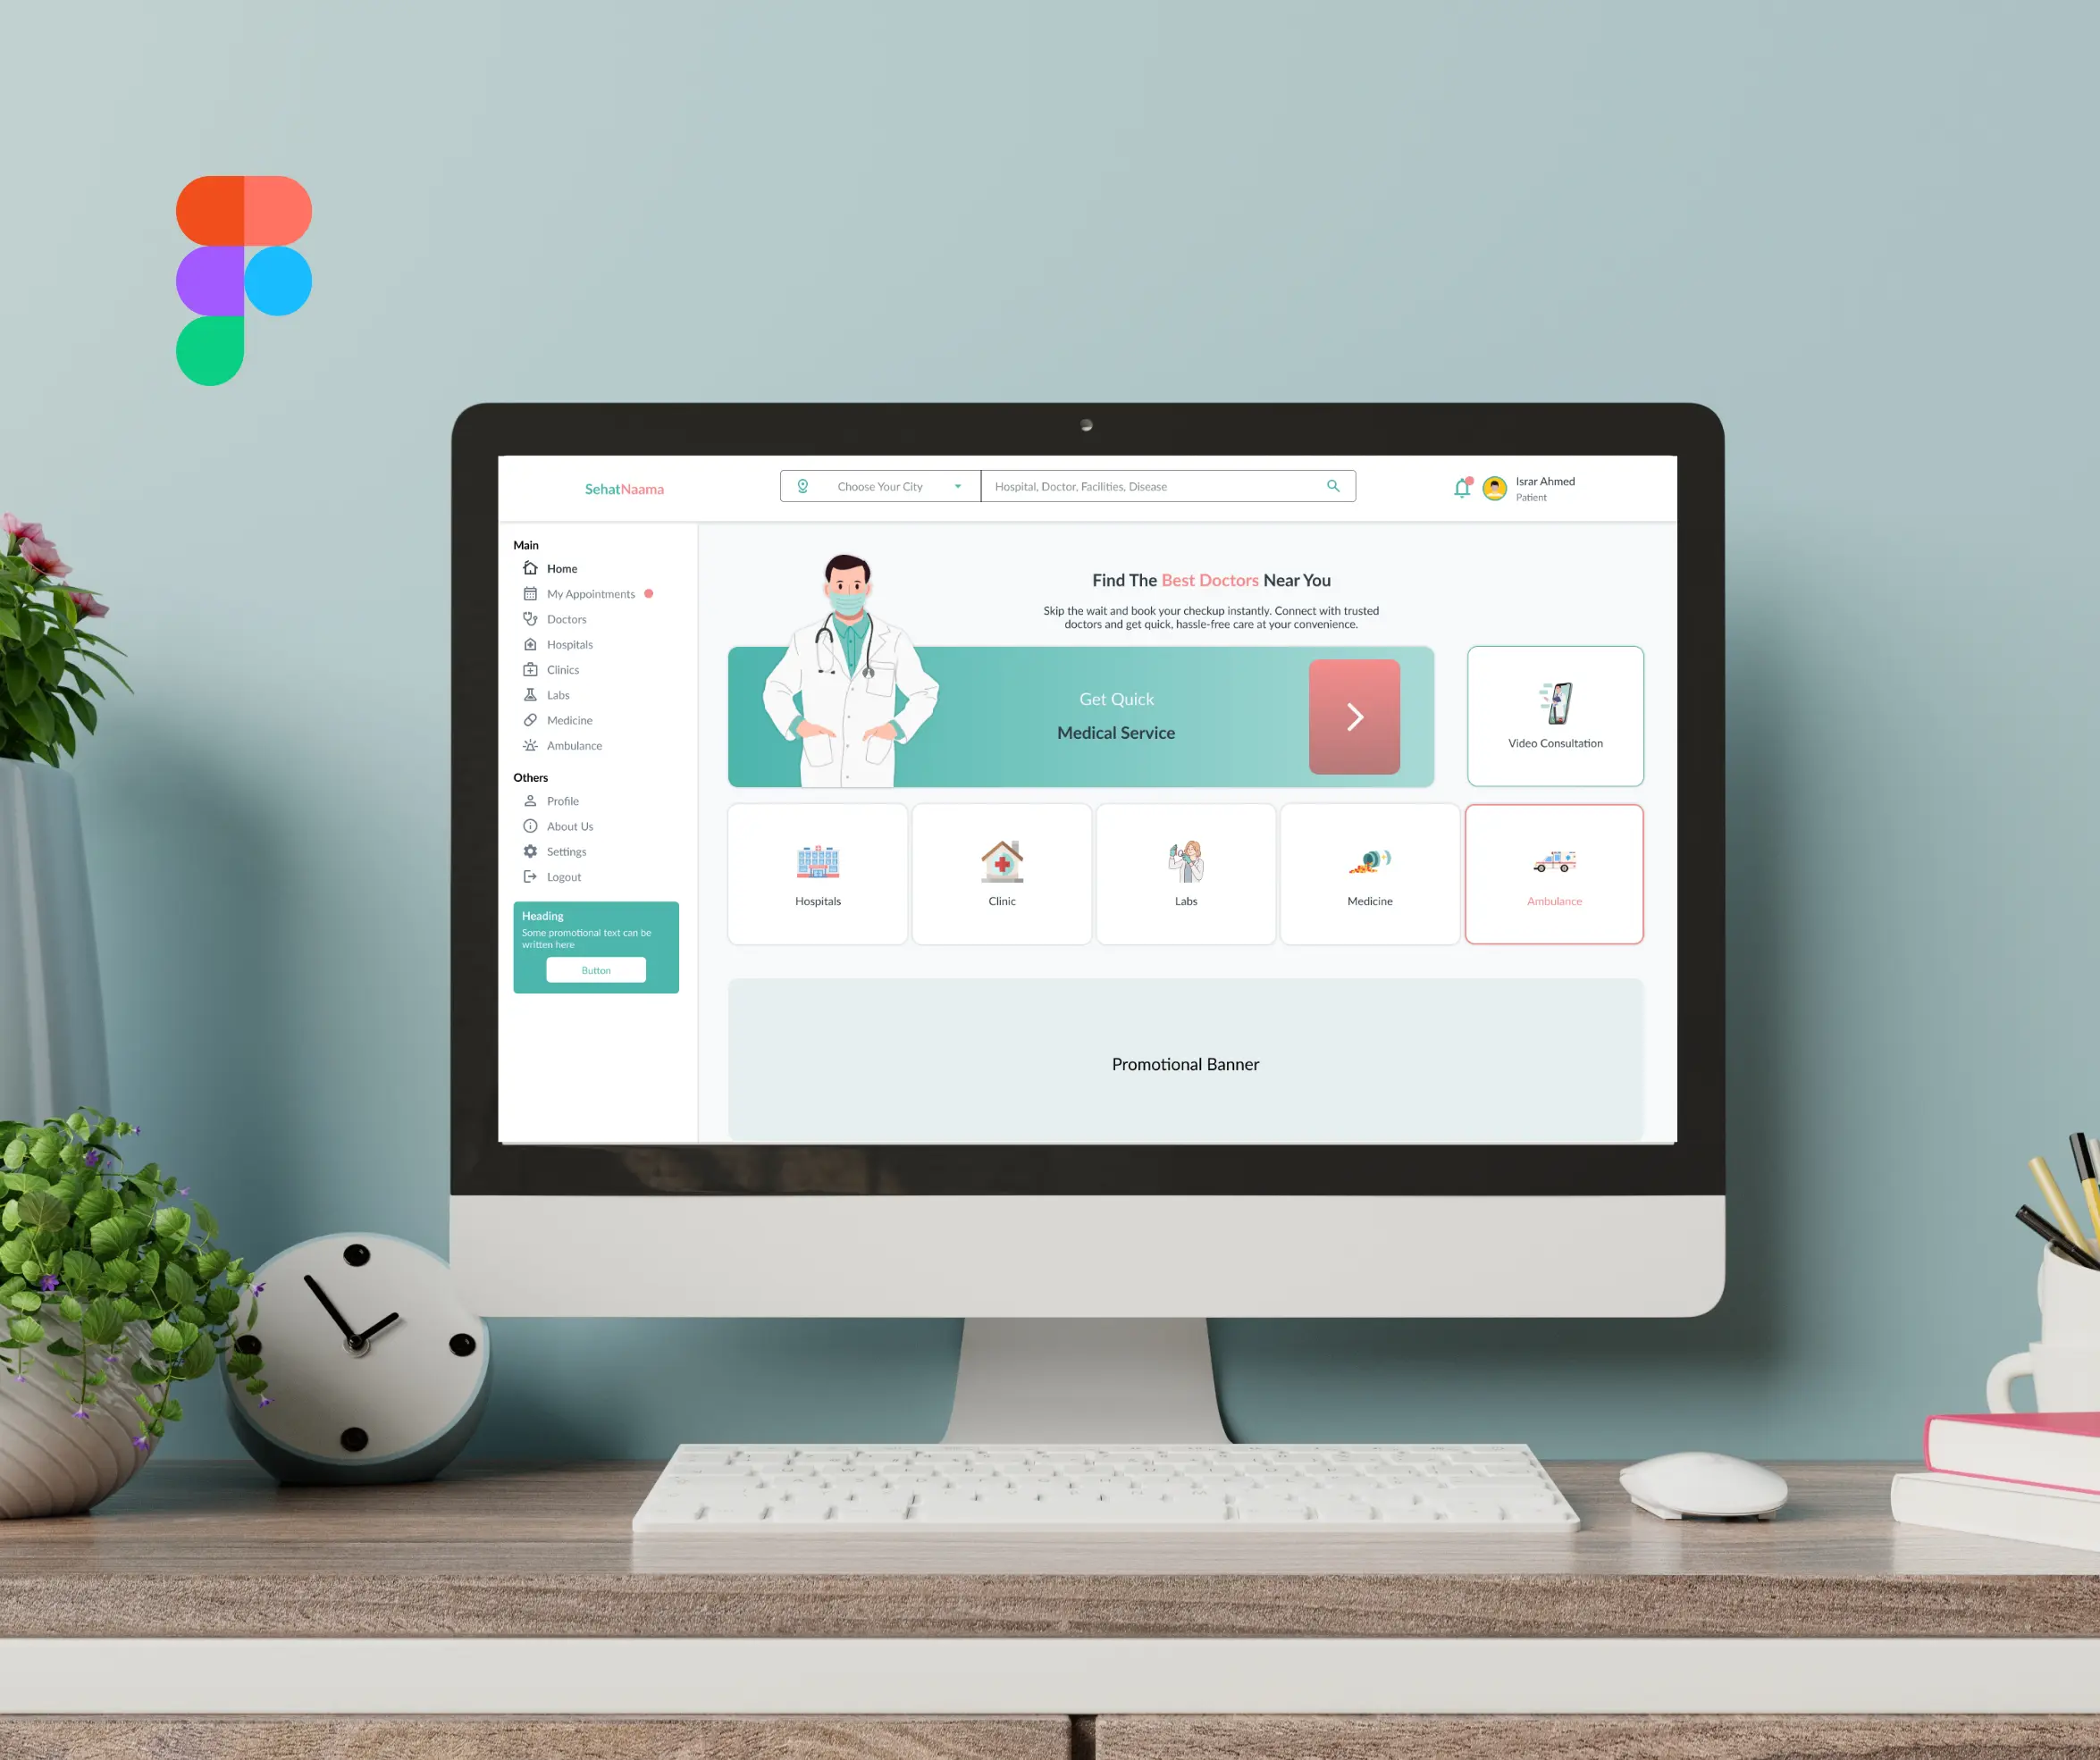 SehatNaama
Choose Your City
Hospital, Doctor, Facilities, Disease
Israr Ahmed
Patient
Main
Home
My Appointments
Doctors
Hospitals
Clinics
Labs
Medicine
Ambulance
Others
Profile
About Us
Settings
Logout
Heading
Some promotional text can be
written here
Button
Find The Best Doctors Near You
Skip the wait and book your checkup instantly. Connect with trusted
doctors and get quick, hassle-free care at your convenience.
Get Quick
Medical Service
Video Consultation
Hospitals
Clinic
Labs
Medicine
Ambulance
Promotional Banner